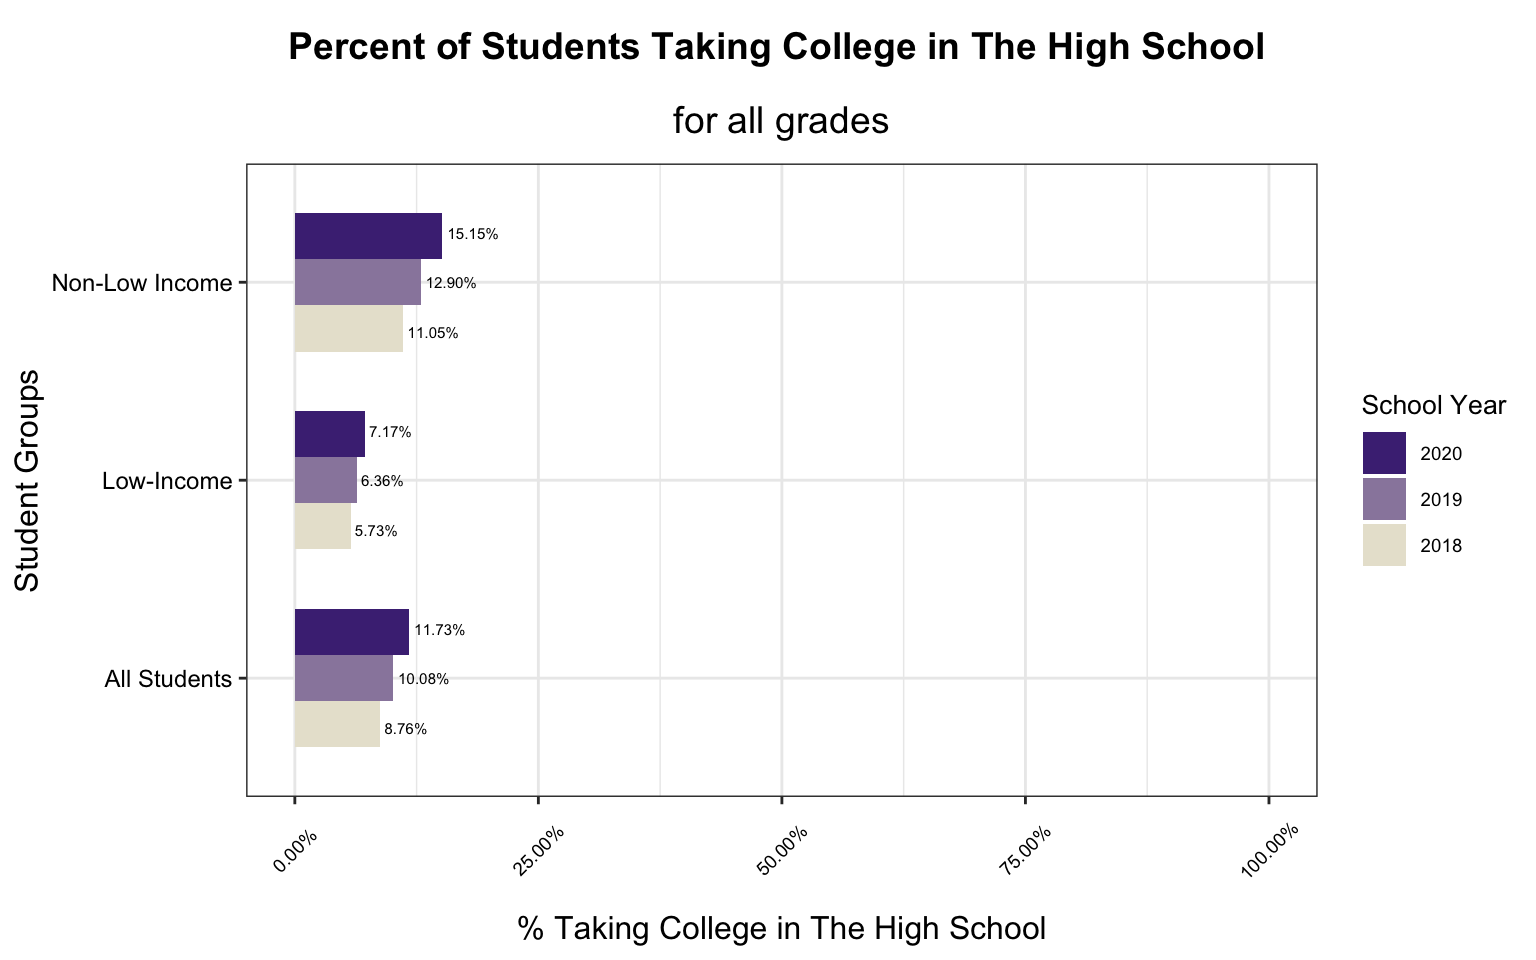 Percent of Students Taking College in The High School
for all grades
Student Groups
Non-Low Income
15.15%
12.90%
11.05%
Low-Income
7.17%
6.36%
5.73%
All Students
11.73%
10.08%
8.76%
0.00%
25.00%
50.00%
75.00%
100.00%
% Taking College in The High School
School Year
2020
2019
2018